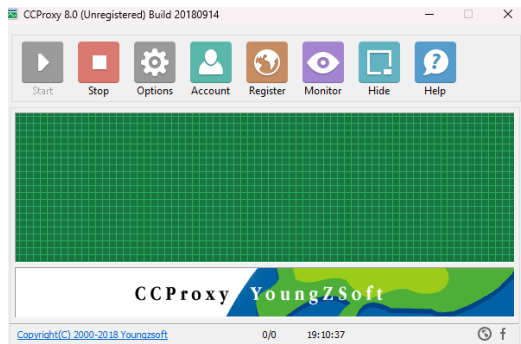 CCProxy 8.0 (Unregistered) Build 20180914
Start Stop Options Account Register Monitor Hide Help
CCProxy YoungZSoft
Copyright(C) 2000-2018 Youngzsoft 0/0 19:10:37